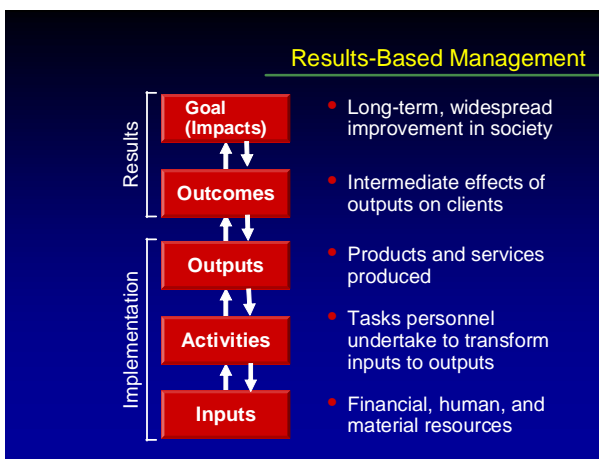 Results-Based Management
Results
Goal
(Impacts)
• Long-term, widespread
improvement in society
Outcomes
• Intermediate effects of
outputs on clients
Implementation
Outputs
• Products and services
produced
Activities
• Tasks personnel
undertake to transform
inputs to outputs
Inputs
• Financial, human, and
material resources